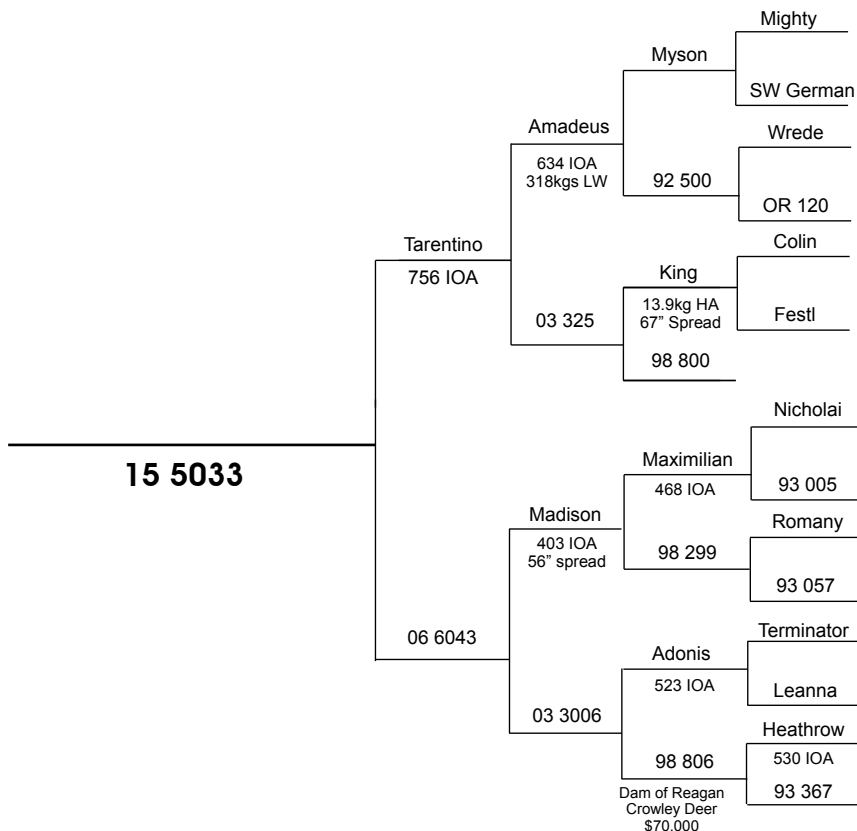 Mighty
Myson
SW German
Amadeus
634 IOA
318kgs LW
Wrede
92 500
OR 120
Tarentino
756 IOA
Colin
King
13.9kg HA
67” Spread
Festl
03 325
98 800
15 5033
Nicholai
Maximilian
468 IOA
93 005
Madison
403 IOA
56” spread
Romany
98 299
93 057
06 6043
Terminator
Adonis
523 IOA
Leanna
03 3006
Heathrow
530 IOA
98 806
93 367
Dam of Reagan
Crowley Deer
$70,000